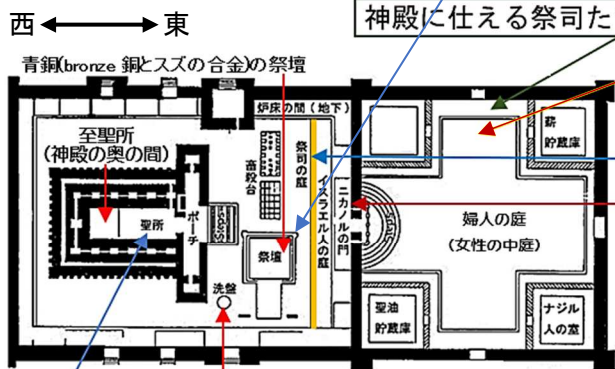 西 東
神殿に仕える祭司た
青銅(bronze 銅とスズの合金)の祭壇
炉床の間(地下)
薪
貯蔵庫
至聖所
(神殿の奥の間)
屠殺台
祭司の庭
イスラエル人の庭
ニカノルの門
ポーチ
聖所
婦人の庭
(女性の中庭)
祭壇
洗盤
聖油
貯蔵庫
ナジル
人の室